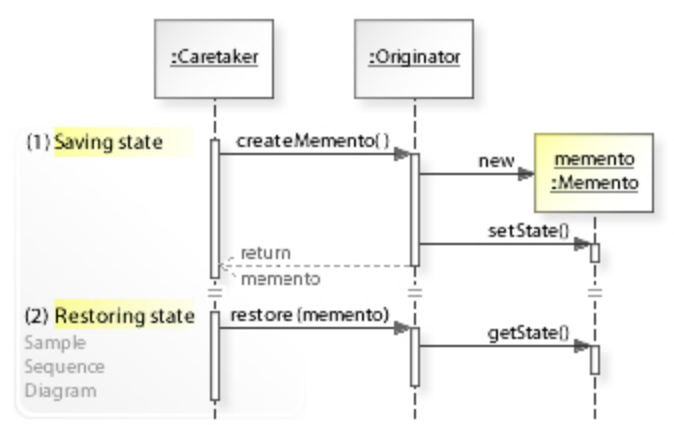 :Caretaker
:Originator
(1) Saving state
createMemento()
new
memento
:Memento
setState()
return
memento
(2) Restoring state
restore (memento)
getState()
Sample
Sequence
Diagram